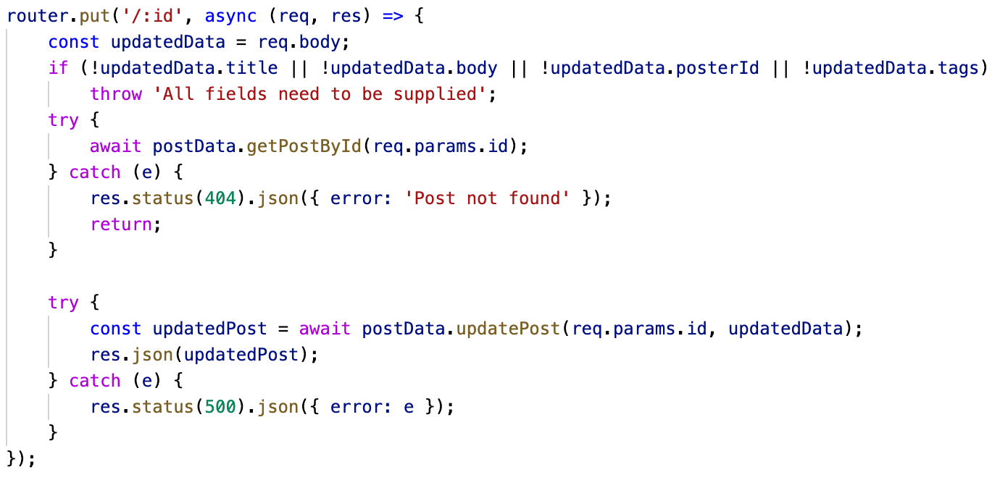 router.put('/:id', async (req, res) => {
    const updatedData = req.body;
    if (!updatedData.title || !updatedData.body || !updatedData.posterId || !updatedData.tags)
        throw 'All fields need to be supplied';
    try {
        await postData.getPostById(req.params.id);
    } catch (e) {
        res.status(404).json({ error: 'Post not found' });
        return;
    }

    try {
        const updatedPost = await postData.updatePost(req.params.id, updatedData);
        res.json(updatedPost);
    } catch (e) {
        res.status(500).json({ error: e });
    }
});